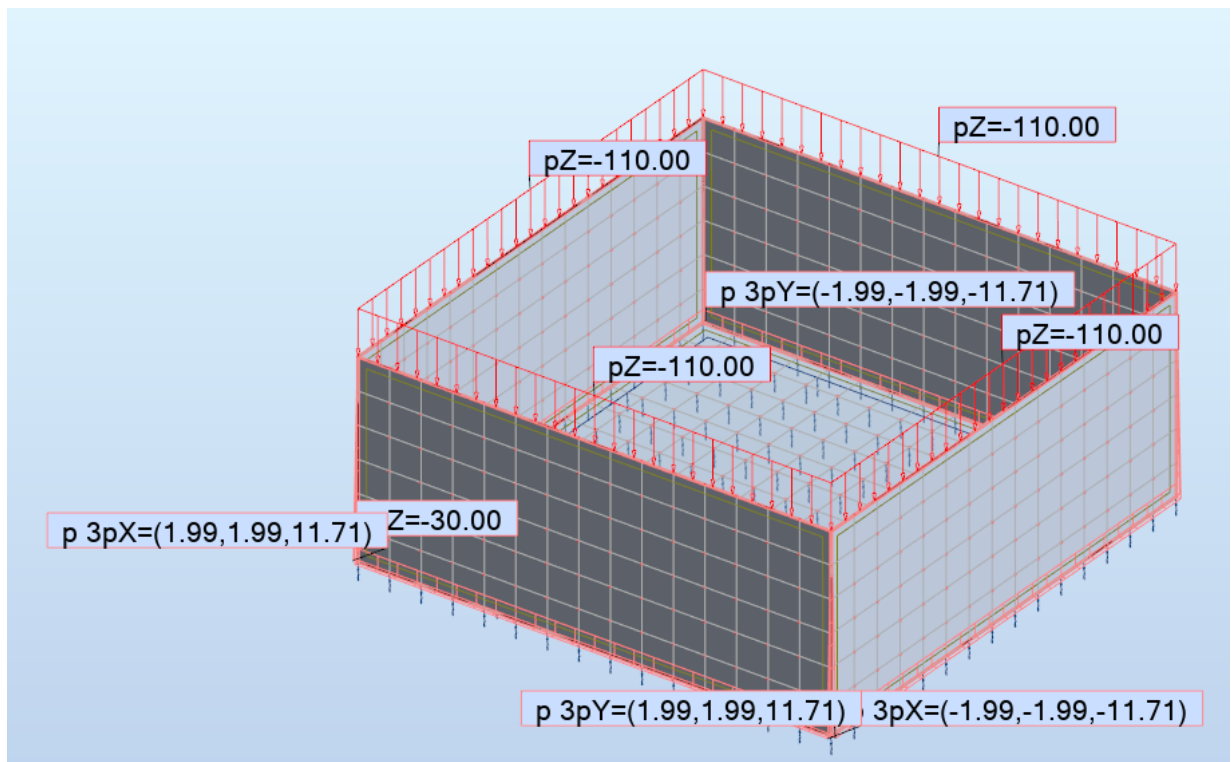 pZ=-110.00
pZ=-110.00
p 3pY=(-1.99,-1.99,-11.71)
pZ=-110.00
pZ=-110.00
Z=-30.00
p 3pX=(1.99,1.99,11.71)
p 3pY=(1.99,1.99,11.71)
3pX=(-1.99,-1.99,-11.71)